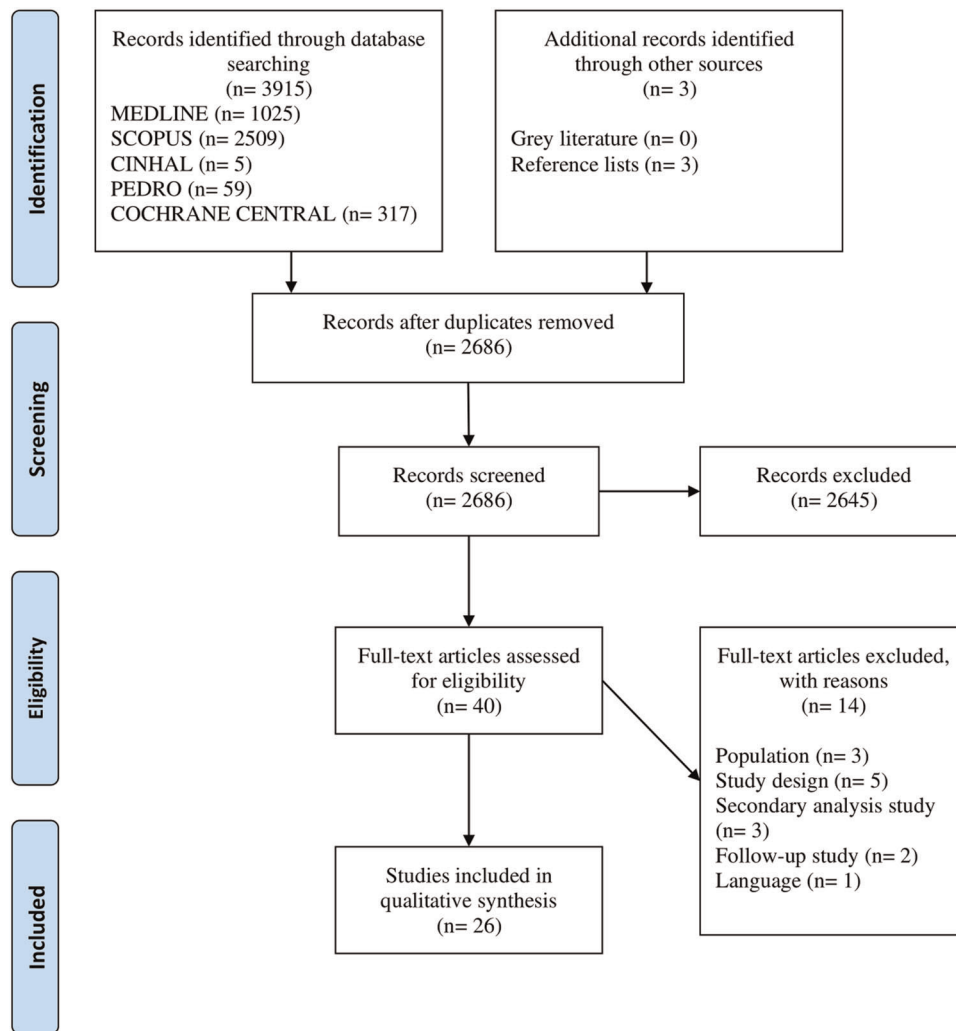 Identification
Records identified through database
searching
(n= 3915)
MEDLINE (n= 1025)
SCOPUS (n= 2509)
CINHAL (n= 5)
PEDRO (n= 59)
COCHRANE CENTRAL (n= 317)
Additional records identified
through other sources
(n= 3)
Grey literature (n= 0)
Reference lists (n= 3)
Records after duplicates removed
(n= 2686)
Screening
Records screened
(n= 2686)
Records excluded
(n= 2645)
Eligibility
Full-text articles assessed
for eligibility
(n= 40)
Full-text articles excluded,
with reasons
(n= 14)
Population (n= 3)
Study design (n= 5)
Secondary analysis study
(n= 3)
Follow-up study (n= 2)
Language (n= 1)
Included
Studies included in
qualitative synthesis
(n= 26)